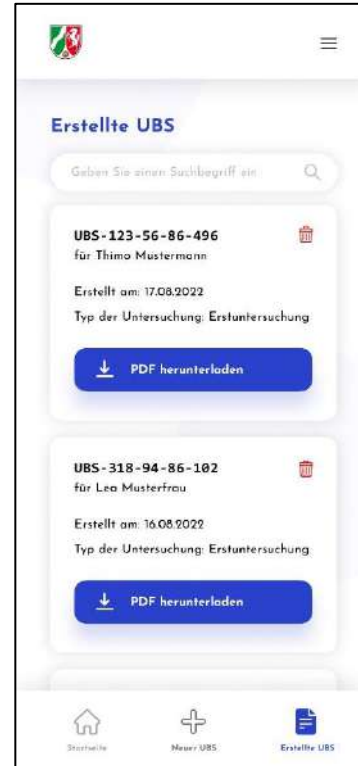 Erstellte UBS
Geben Sie einen Suchbegriff ein
UBS-123-56-86-496
für Thimo Mustermann
Erstellt am: 17.08.2022
Typ der Untersuchung: Erstuntersuchung
PDF herunterladen
UBS-318-94-86-102
für Lea Musterfrau
Erstellt am: 16.08.2022
Typ der Untersuchung: Erstuntersuchung
PDF herunterladen
Startseite
Neuer UBS
Erstellte UBS